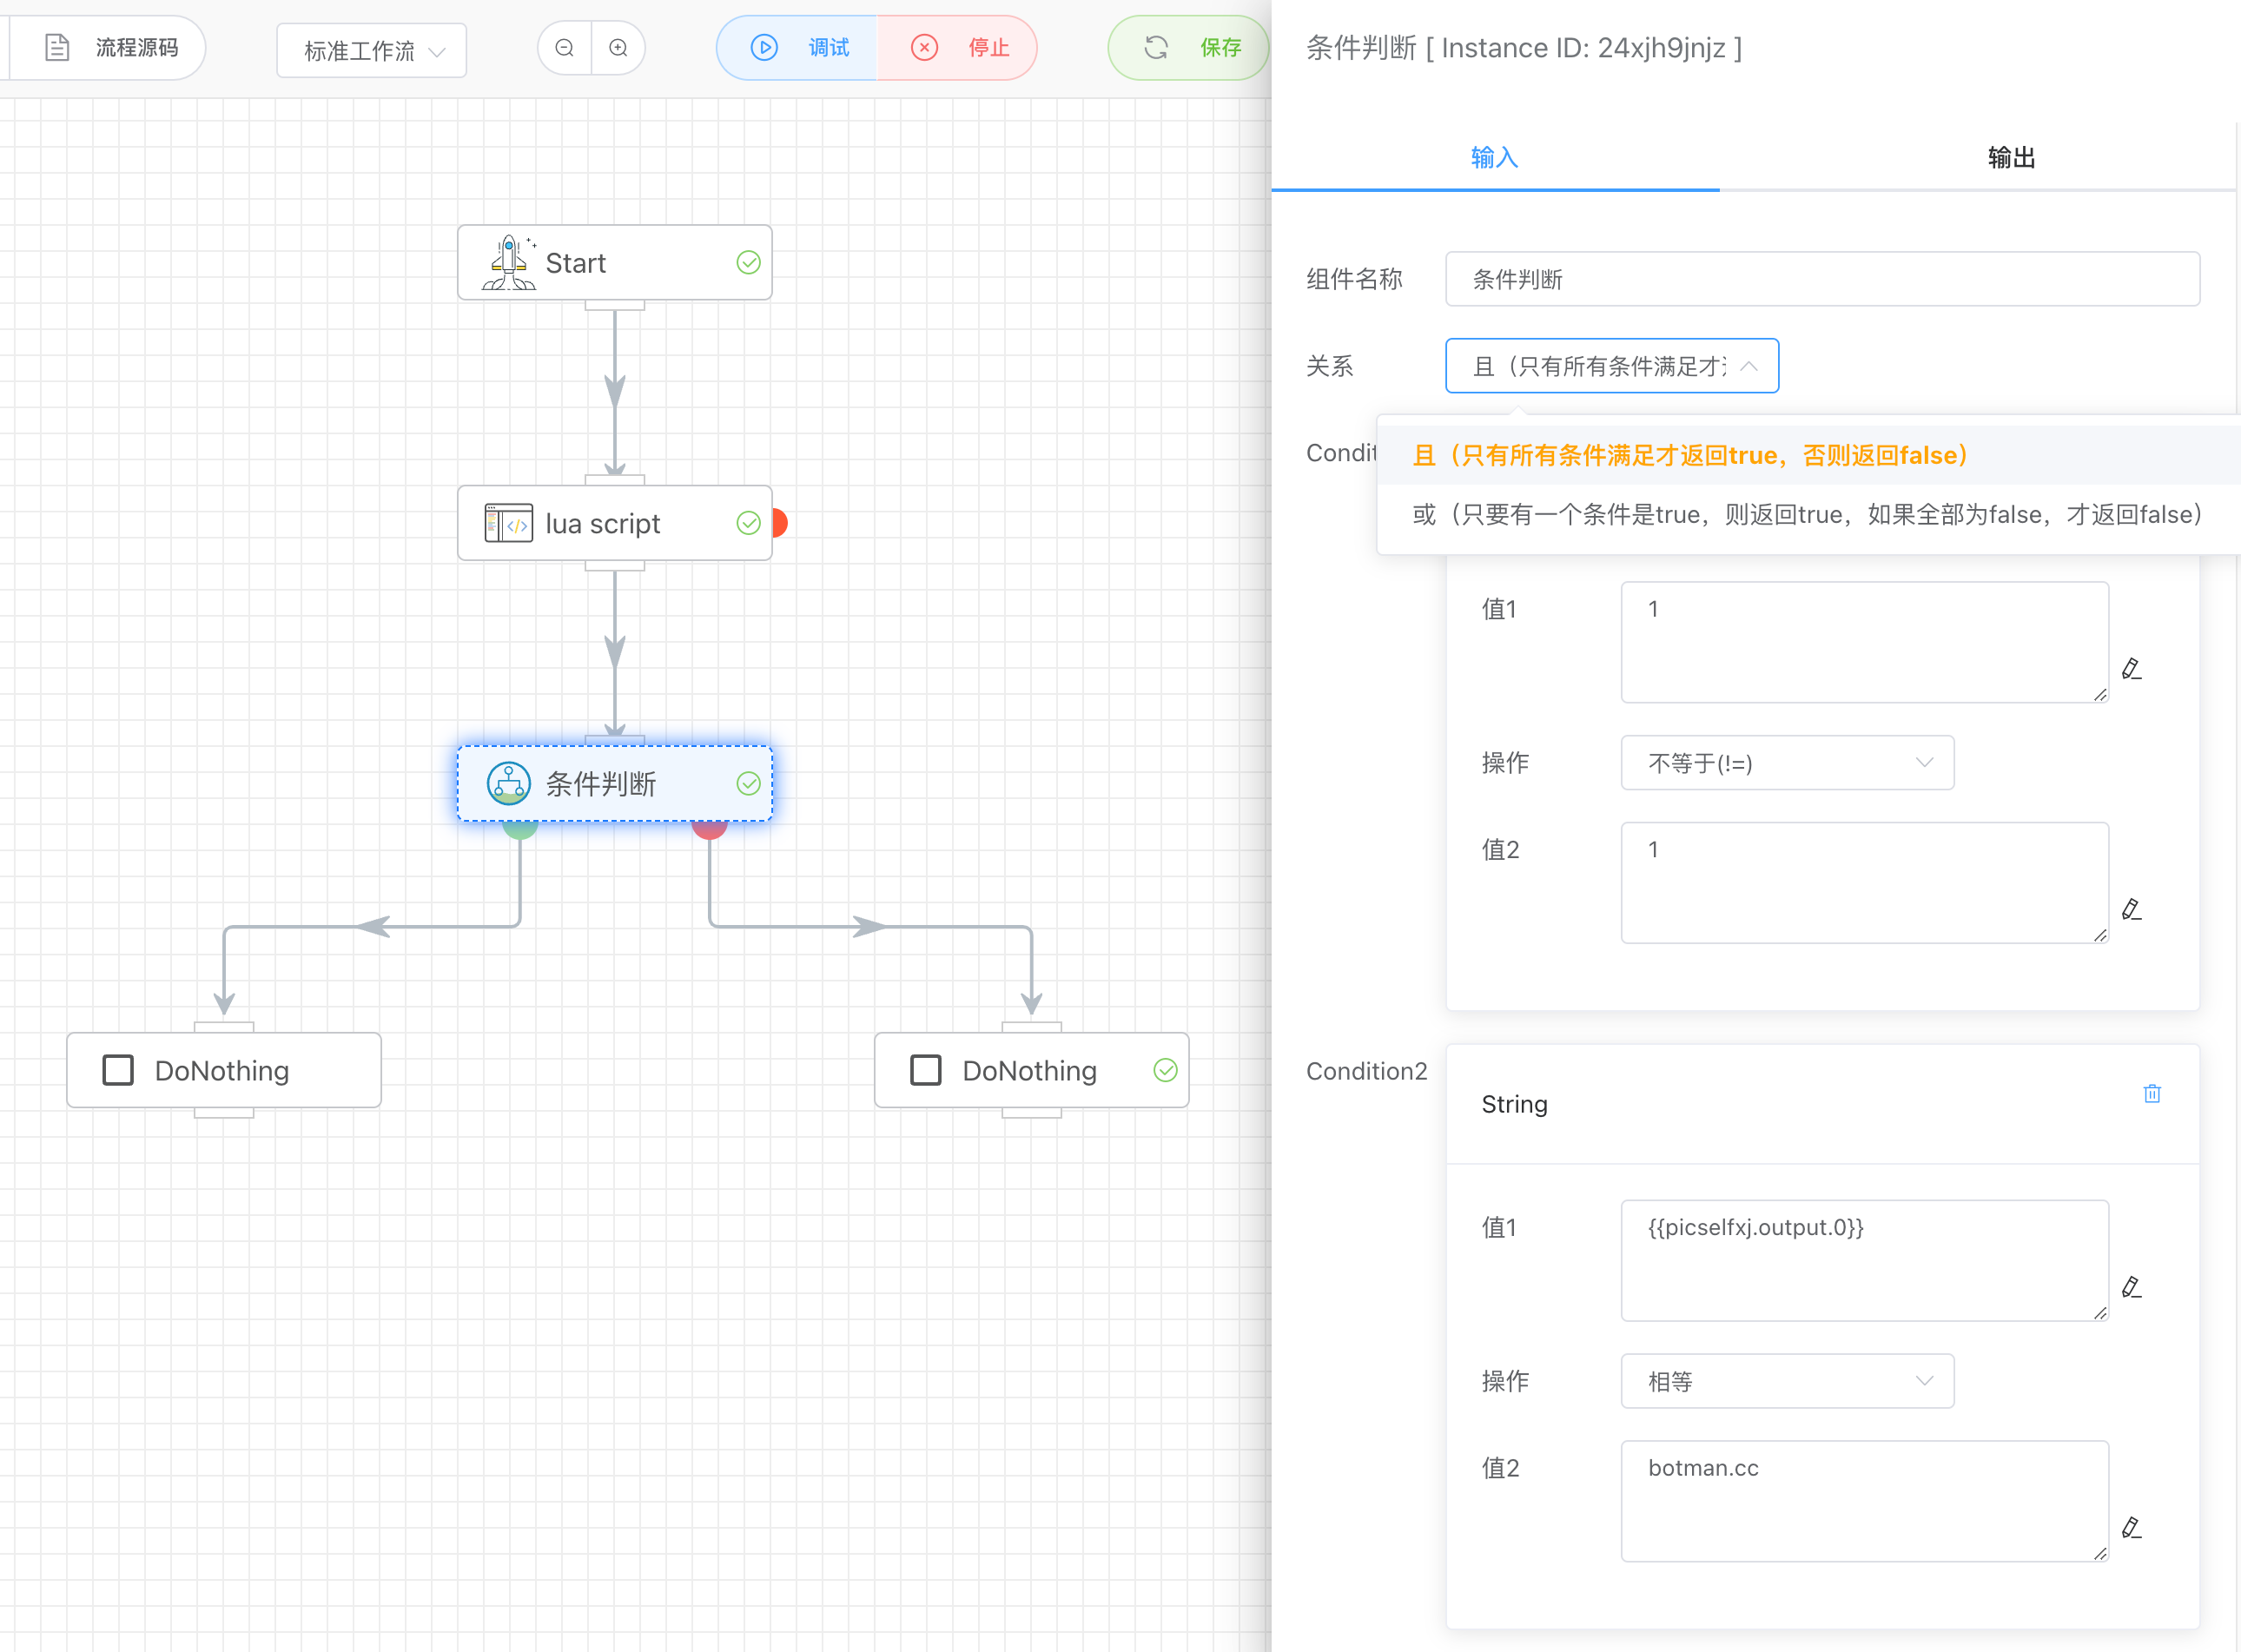 流程源码
标准工作流
调试
停止
保存
Start
lua script
条件判断
DoNothing
DoNothing
条件判断 [ Instance ID: 24xjh9jnjz ]
输入
输出
组件名称
条件判断
关系
且（只有所有条件满足才
Condit
且（只有所有条件满足才返回true，否则返回false）
或（只要有一个条件是true，则返回true，如果全部为false，才返回false）
值1
1
操作
不等于(!=)
值2
1
Condition2
String
值1
{{picselfxj.output.0}}
操作
相等
值2
botman.cc